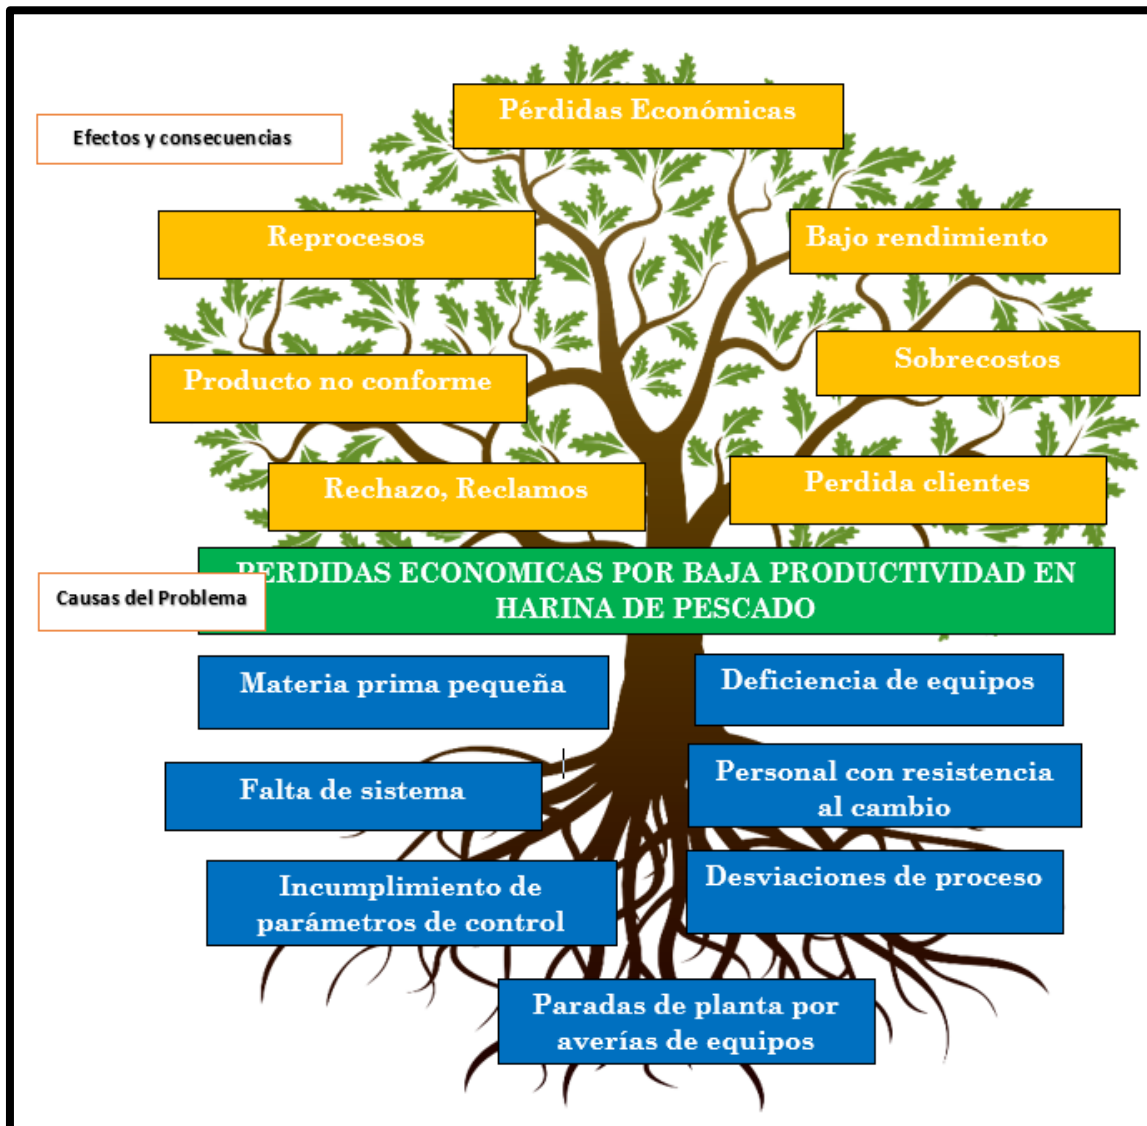 Pérdidas Económicas
Efectos y consecuencias
Reprocesos
Bajo rendimiento
Producto no conforme
Sobrecostos
Rechazo, Reclamos
Perdida clientes
PERDIDAS ECONOMICAS POR BAJA PRODUCTIVIDAD EN
HARINA DE PESCADO
Causas del Problema
Materia prima pequeña
Deficiencia de equipos
Falta de sistema
Personal con resistencia
al cambio
Incumplimiento de
parámetros de control
Desviaciones de proceso
Paradas de planta por
averías de equipos